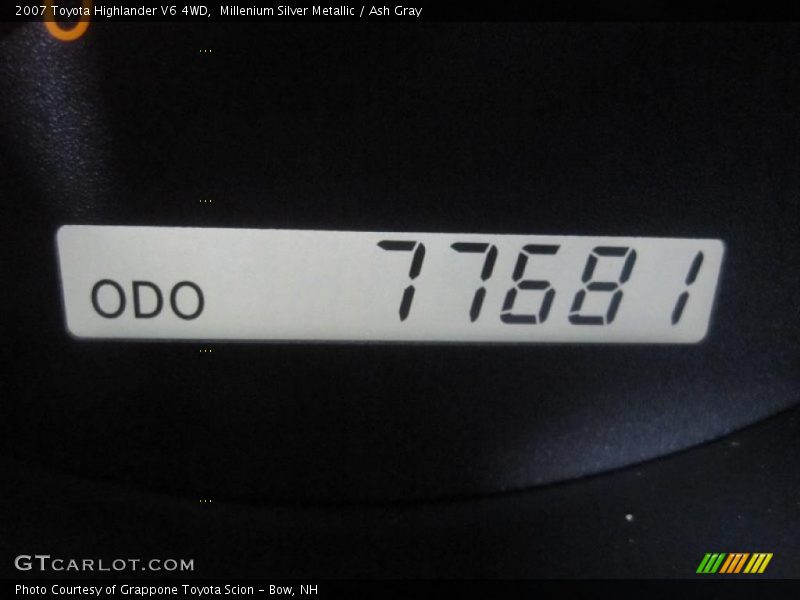 2007 Toyota Highlander V6 4WD,  Millenium Silver Metallic / Ash Gray
ODO 77681
GTCARLOT.COM
Photo Courtesy of Grappone Toyota Scion - Bow, NH